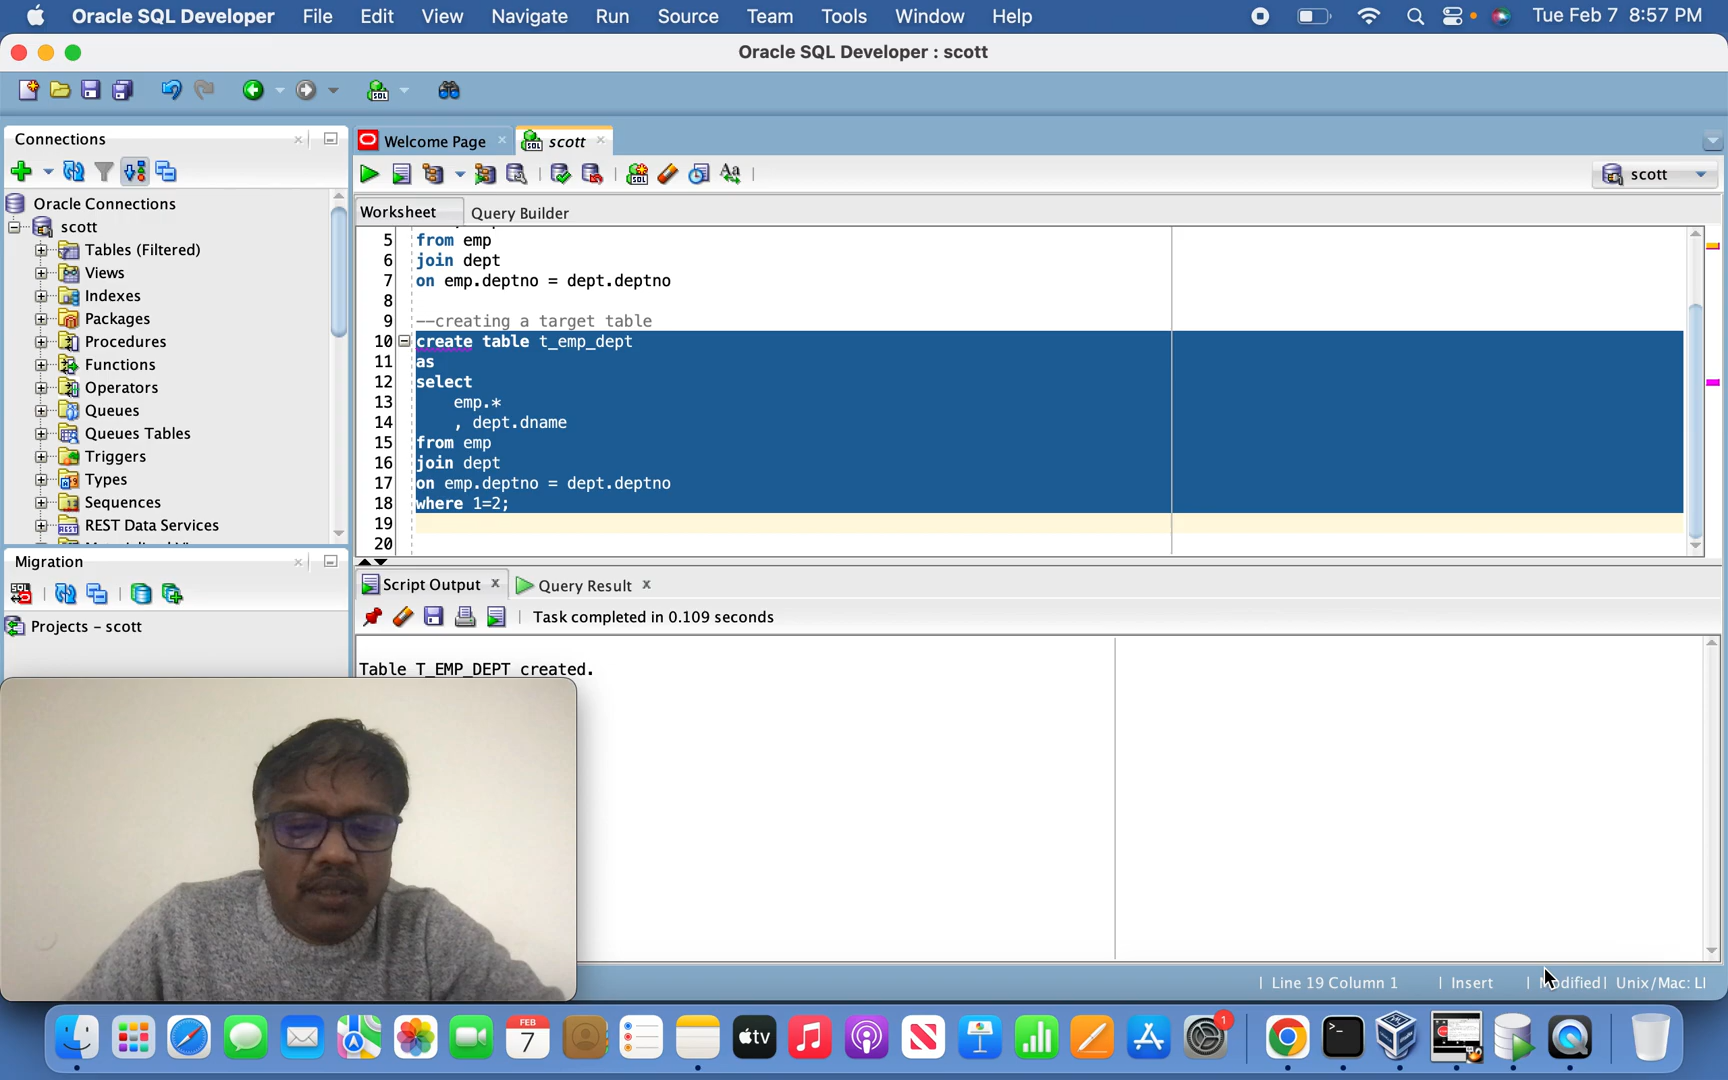 Oracle SQL Developer File Edit View Navigate Run Source Team Tools Window Help Tue Feb 7 8:57 PM
Oracle SQL Developer : scott
Connections
Welcome Page
scott
scott
Worksheet
Query Builder
Oracle Connections
scott
Tables (Filtered)
Views
Indexes
Packages
Procedures
Functions
Operators
Queues
Queues Tables
Triggers
Types
Sequences
REST Data Services
5 from emp
6 join dept
7 on emp.deptno = dept.deptno
8
9 --creating a target table
10 create table t_emp_dept
11 as
12 select
13 emp.*
14 , dept.dname
15 from emp
16 join dept
17 on emp.deptno = dept.deptno
18 where 1=2;
19
20
Migration
Projects - scott
Script Output
Query Result
Task completed in 0.109 seconds
Table T_EMP_DEPT created.
Line 19 Column 1 Insert Unix/Mac: LI
FEB
7
tv
1